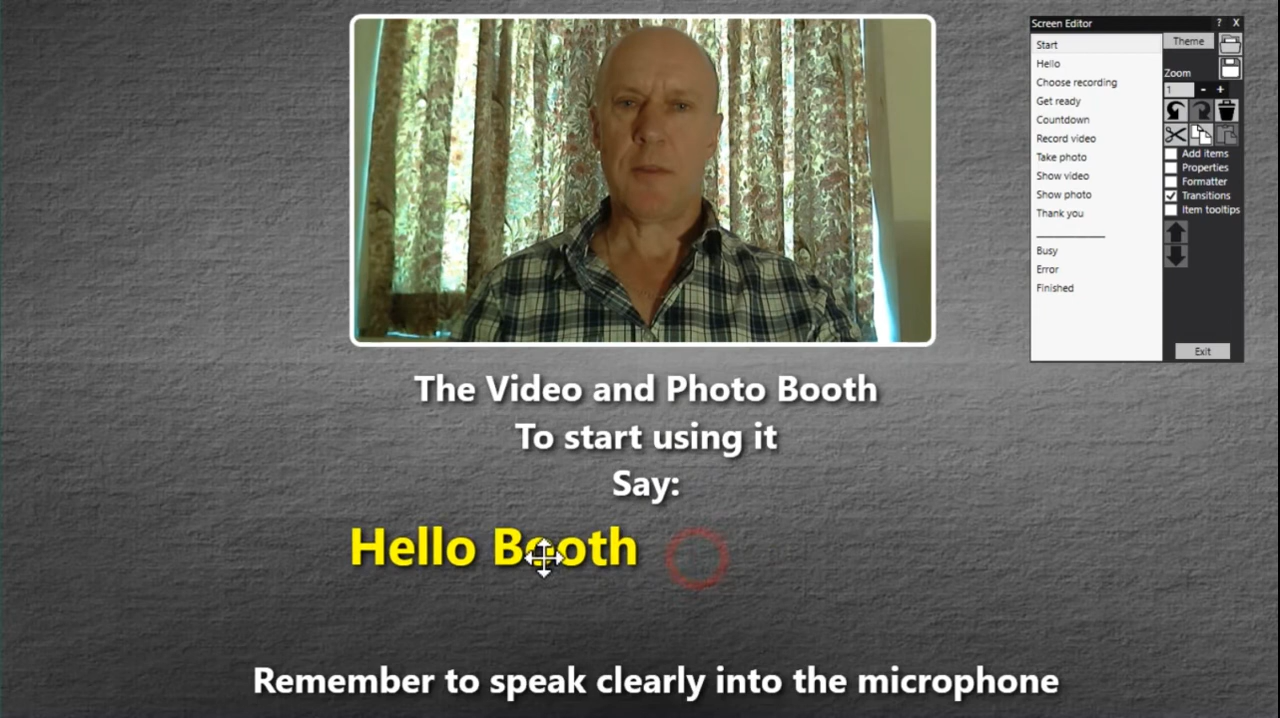 The Video and Photo Booth
To start using it
Say:
Hello Booth
Remember to speak clearly into the microphone
Screen Editor ? X
Start
Hello
Choose recording
Get ready
Countdown
Record video
Take photo
Show video
Show photo
Thank you
Busy
Error
Finished
Theme
Zoom
1 - +
Add items
Properties
Formatter
Transitions
Item tooltips
Exit